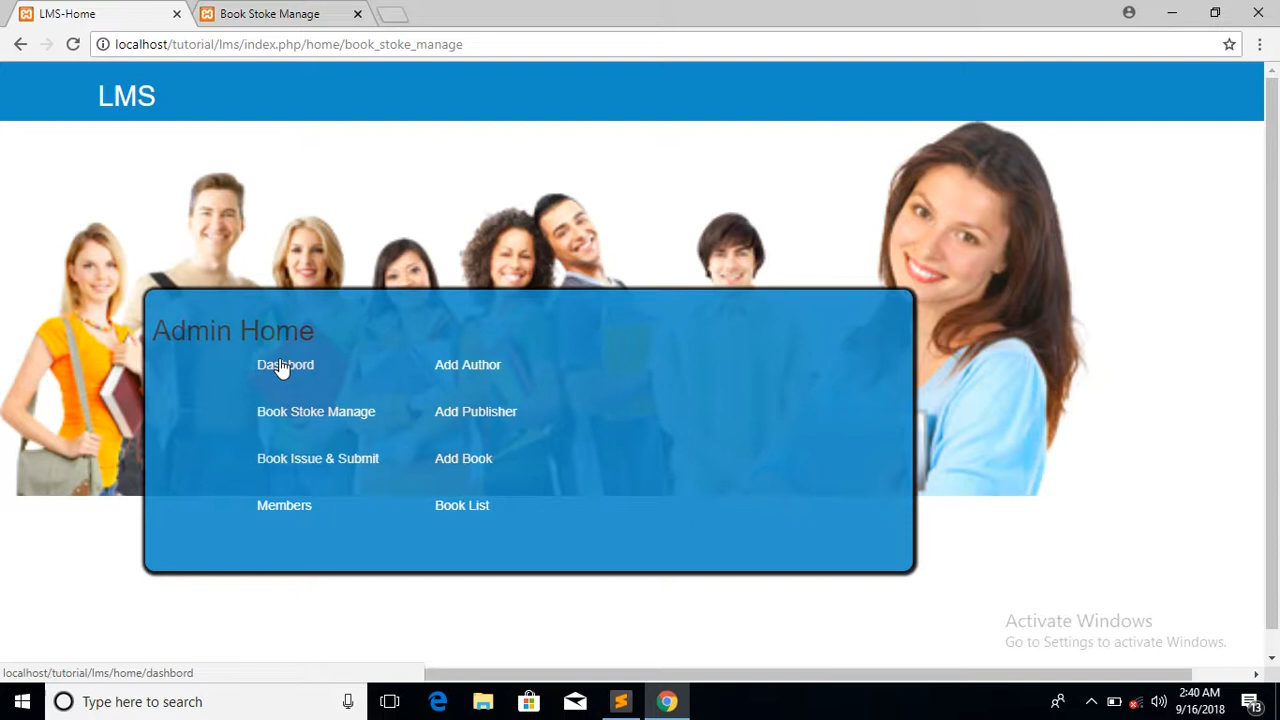 LMS-Home
Book Stoke Manage
localhost/tutorial/lms/index.php/home/book_stoke_manage
LMS
Admin Home
Dashbord Add Author
Book Stoke Manage Add Publisher
Book Issue & Submit Add Book
Members Book List
Activate Windows
Go to Settings to activate Windows.
localhost/tutorial/lms/home/dashbord
Type here to search
2:40 AM
9/16/2018
13